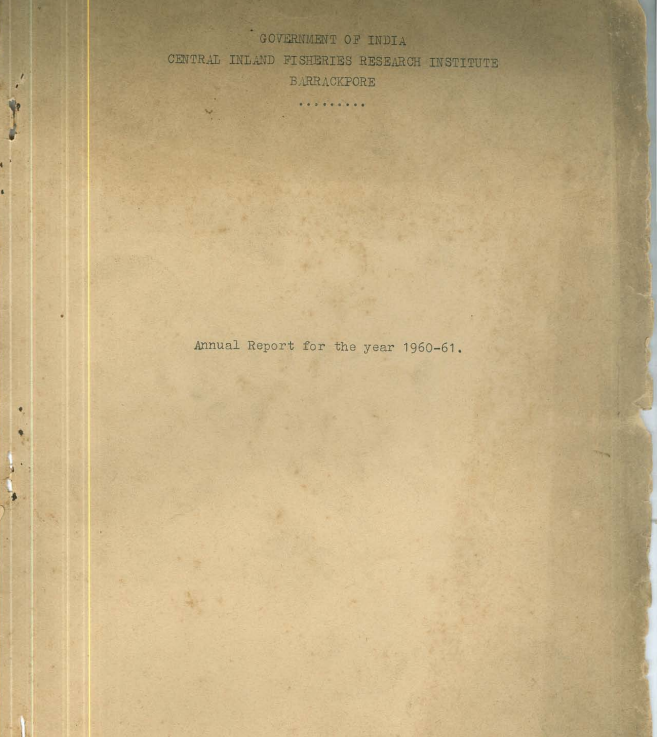 GOVERNMENT OF INDIA
CENTRAL INLAND FISHERIES RESEARCH INSTITUTE
BARRACKPORE
.........
Annual Report for the year 1960-61.